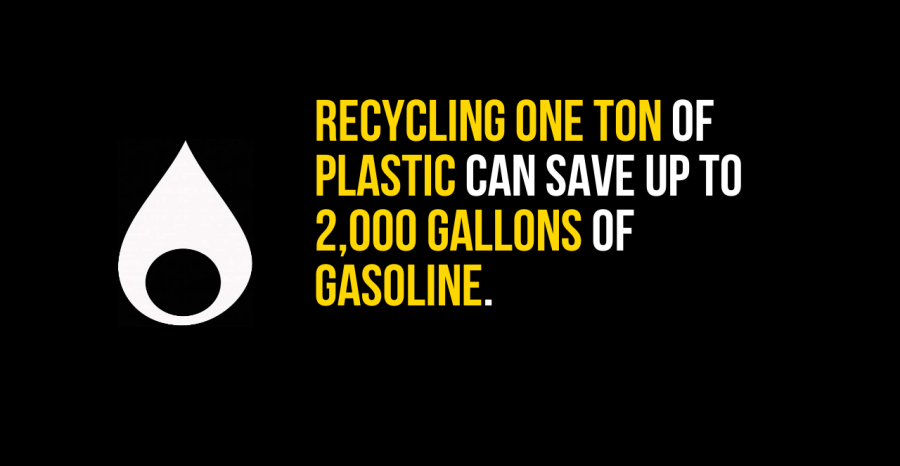 RECYCLING ONE TON OF
PLASTIC CAN SAVE UP TO
2,000 GALLONS OF
GASOLINE.